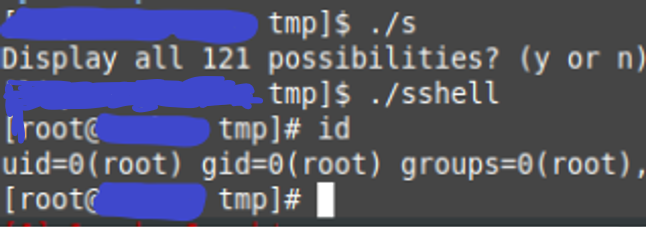 tmp]$ ./s
Display all 121 possibilities? (y or n)
tmp]$ ./sshell
[root@ tmp]# id
uid=0(root) gid=0(root) groups=0(root),
[root@ tmp]#